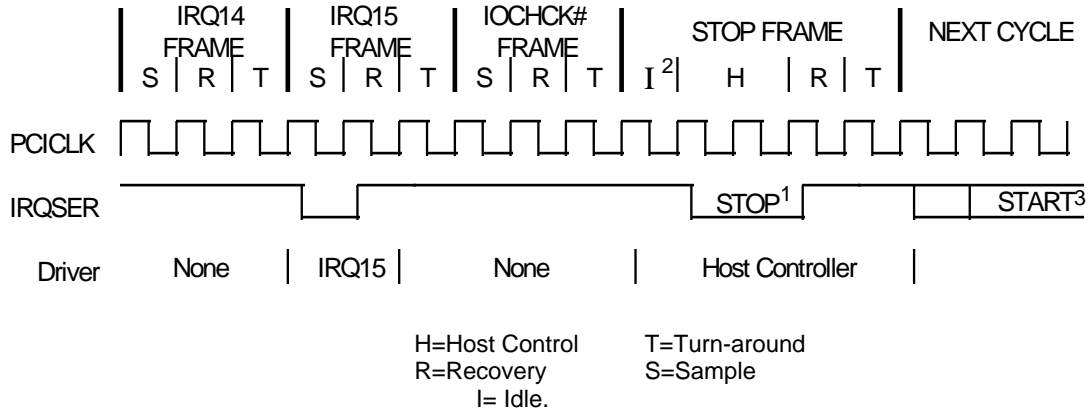 IRQ14 FRAME
IRQ15 FRAME
IOCHCK# FRAME
STOP FRAME
NEXT CYCLE
S R T S R T S R T I 2 H R T
PCICLK
IRQSER STOP1 START3
Driver None IRQ15 None Host Controller
H=Host Control T=Turn-around
R=Recovery S=Sample
I= Idle.